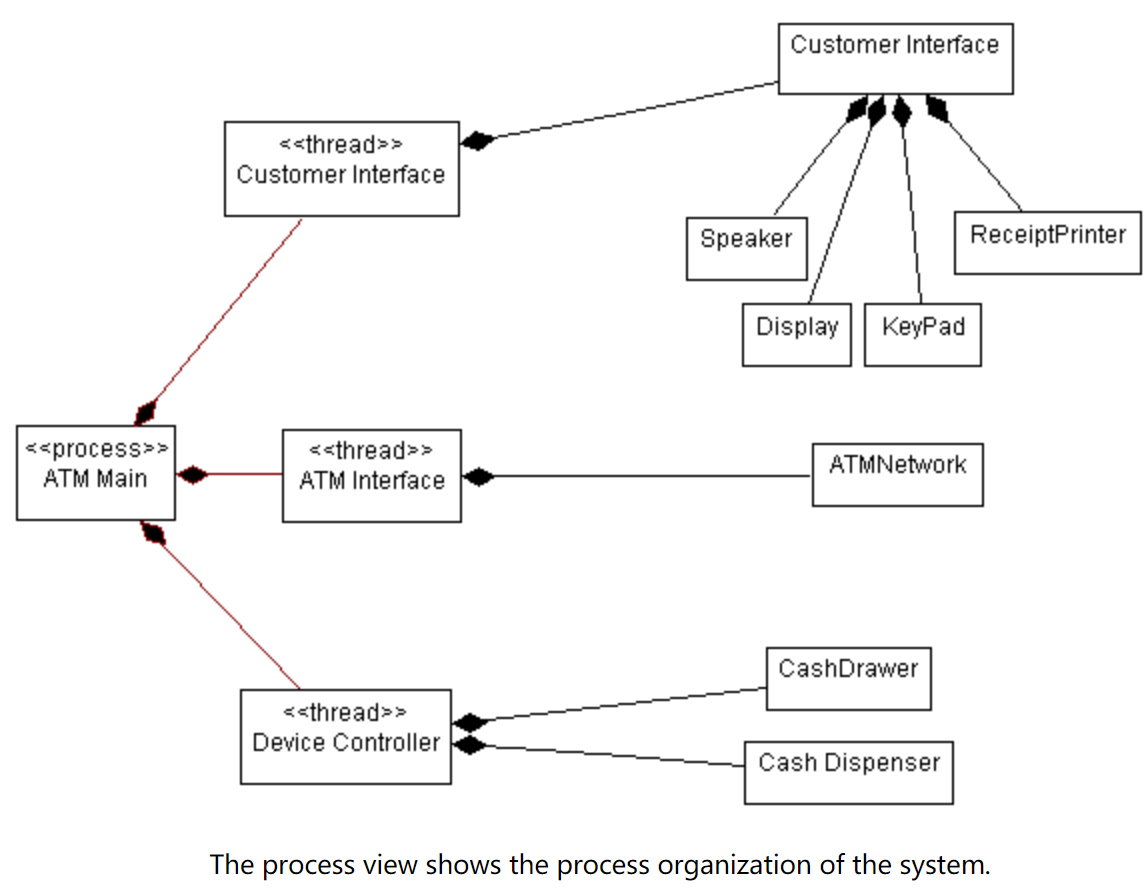 Customer Interface
<<thread>>
Customer Interface
Speaker
ReceiptPrinter
Display
KeyPad
<<process>>
ATM Main
<<thread>>
ATM Interface
ATMNetwork
<<thread>>
Device Controller
CashDrawer
Cash Dispenser
The process view shows the process organization of the system.